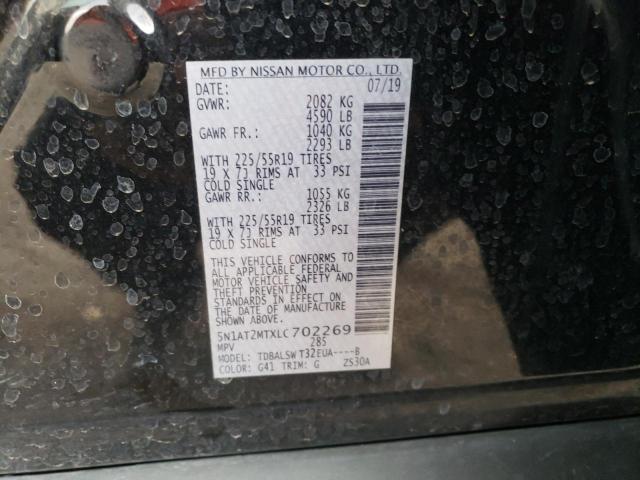 MFD BY NISSAN MOTOR CO., LTD.
DATE: 07/19
GVWR: 2082 KG
4590 LB
GAWR FR.: 1040 KG
2293 LB
WITH 225/55R19 TIRES
19 X 7J RIMS AT 33 PSI
COLD SINGLE
GAWR RR.: 1055 KG
2326 LB
WITH 225/55R19 TIRES
19 X 7J RIMS AT 33 PSI
COLD SINGLE
THIS VEHICLE CONFORMS TO
ALL APPLICABLE FEDERAL
MOTOR VEHICLE SAFETY AND
THEFT PREVENTION
STANDARDS IN EFFECT ON
THE DATE OF MANUFACTURE
SHOWN ABOVE.
5N1AT2MTXLC702269
MPV 285
MODEL: TDBALSW T32EUA----B
COLOR: G41 TRIM: G ZS30A